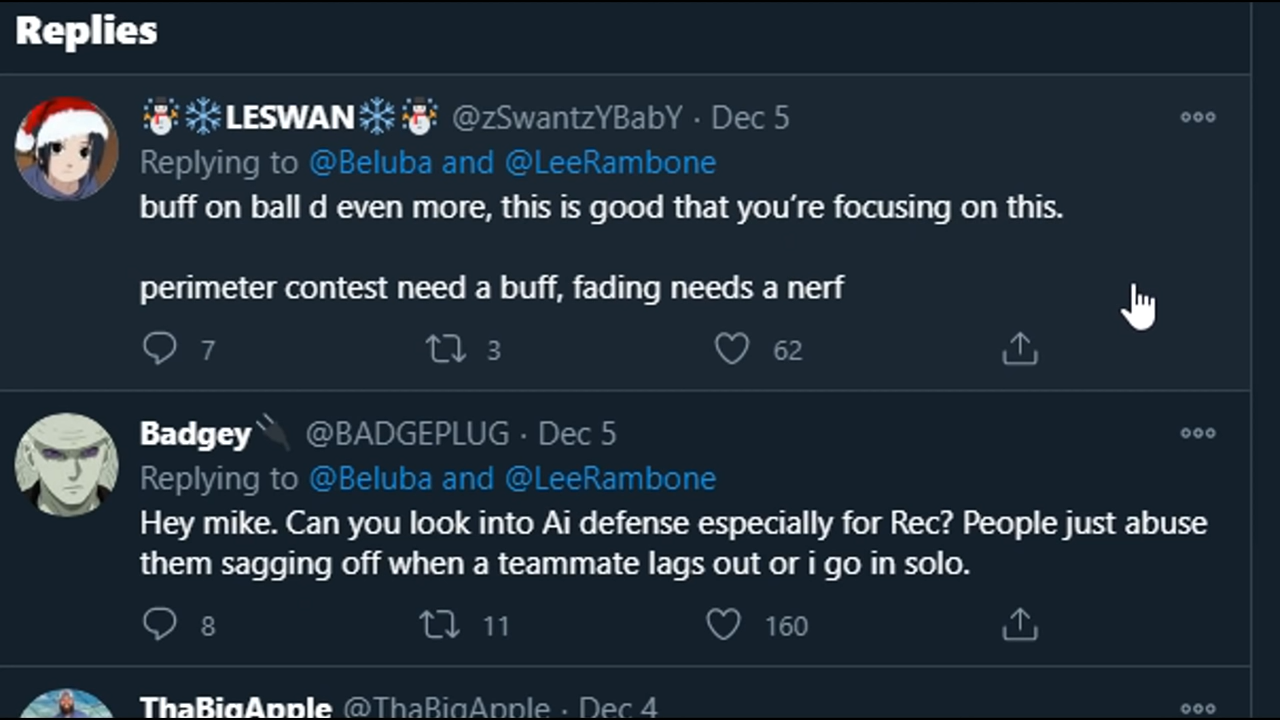 Replies
☃️❄️LESWAN❄️☃️ @zSwantzYBabY · Dec 5
Replying to @Beluba and @LeeRambone
buff on ball d even more, this is good that you’re focusing on this.
perimeter contest need a buff, fading needs a nerf
7 3 62
Badgey🔌 @BADGEPLUG · Dec 5
Replying to @Beluba and @LeeRambone
Hey mike. Can you look into Ai defense especially for Rec? People just abuse
them sagging off when a teammate lags out or i go in solo.
8 11 160
ThaBigApple @ThaBigApple · Dec 4